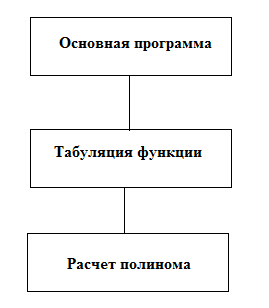 Основная программа
Табуляция функции
Расчет полинома